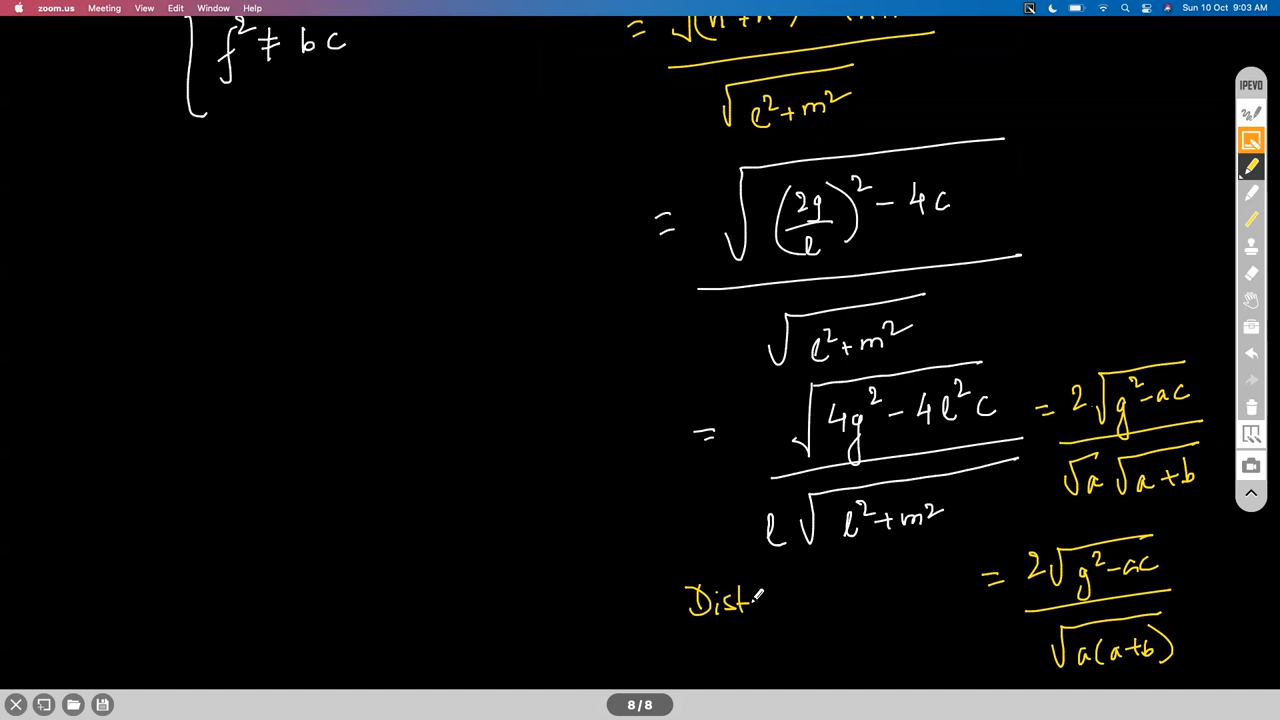 zoom.us Meeting View Edit Window Help Sun 10 Oct 9:03 AM
f² ≠ bc
=
√(l²+m²)
= √((2g/l)² - 4c)
√(l²+m²)
= √(4g² - 4l²c) = 2√(g²-ac)
l√(l²+m²) √a √(a+b)
= 2√(g²-ac)
√(a(a+b))
Dist
IPEVO
8/8